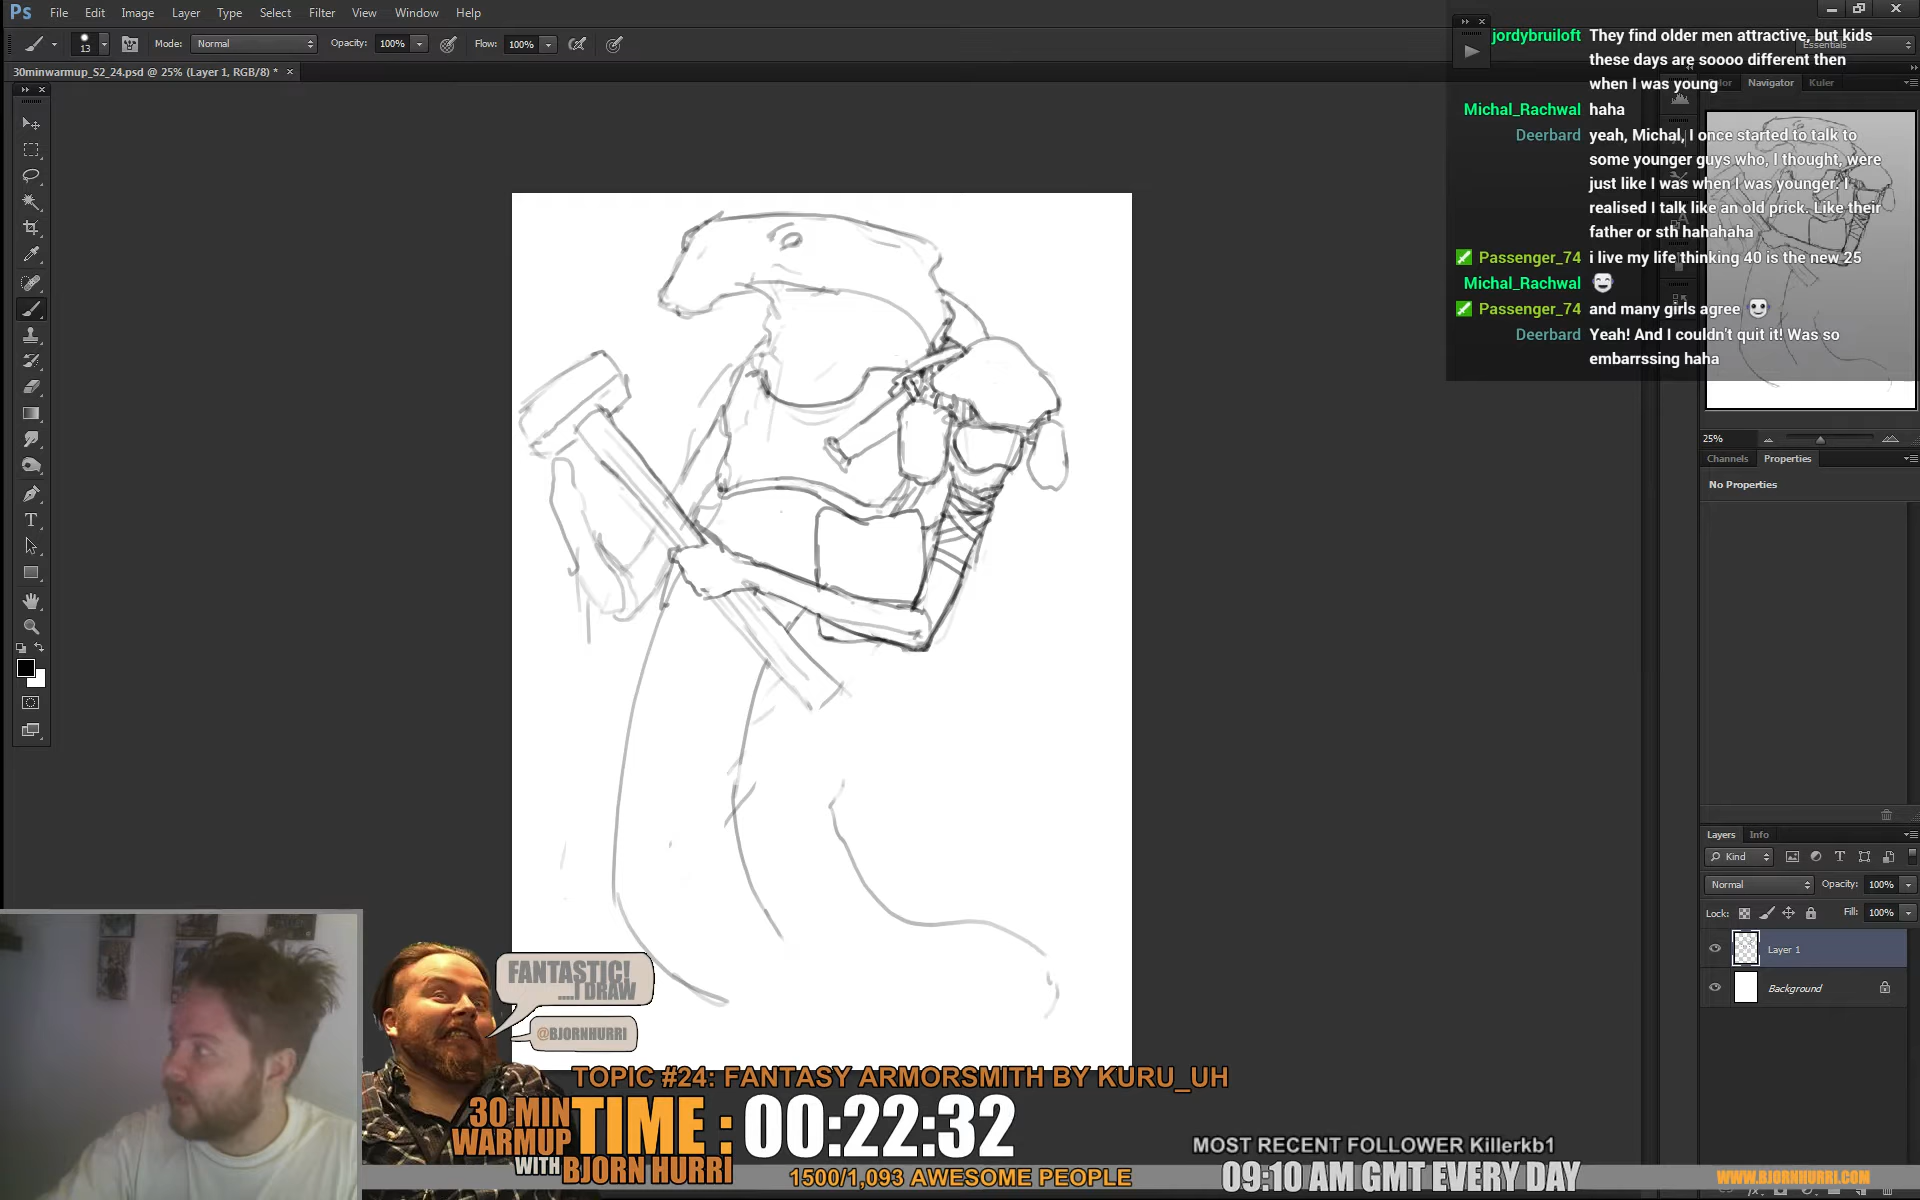 Ps File Edit Image Layer Type Select Filter View Window Help
13 Mode: Normal Opacity: 100% Flow: 100%
Essentials
30minwarmup_S2_24.psd @ 25% (Layer 1, RGB/8) *
jordybruiloft They find older men attractive, but kids
these days are soooo different then
when I was young
Michal_Rachwal haha
Deerbard yeah, Michal, I once started to talk to
some younger guys who, I thought, were
just like I was when I was younger. I
realised I talk like an old prick. Like their
father or sth hahahaha
Passenger_74 i live my life thinking 40 is the new 25
Michal_Rachwal
Passenger_74 and many girls agree
Deerbard Yeah! And I couldn't quit it! Was so
embarrssing haha
Navigator Kuler
25%
Channels Properties
No Properties
Layers Info
Kind
Normal Opacity: 100%
Lock: Fill: 100%
Layer 1
Background
FANTASTIC!
....I DRAW
@BJORNHURRI
TOPIC #24: FANTASY ARMORSMITH BY KURU_UH
30 MIN
WARMUP
WITH BJORN HURRI
TIME : 00:22:32
1500/1,093 AWESOME PEOPLE
MOST RECENT FOLLOWER Killerkb1
09:10 AM GMT EVERY DAY
WWW.BJORNHURRI.COM